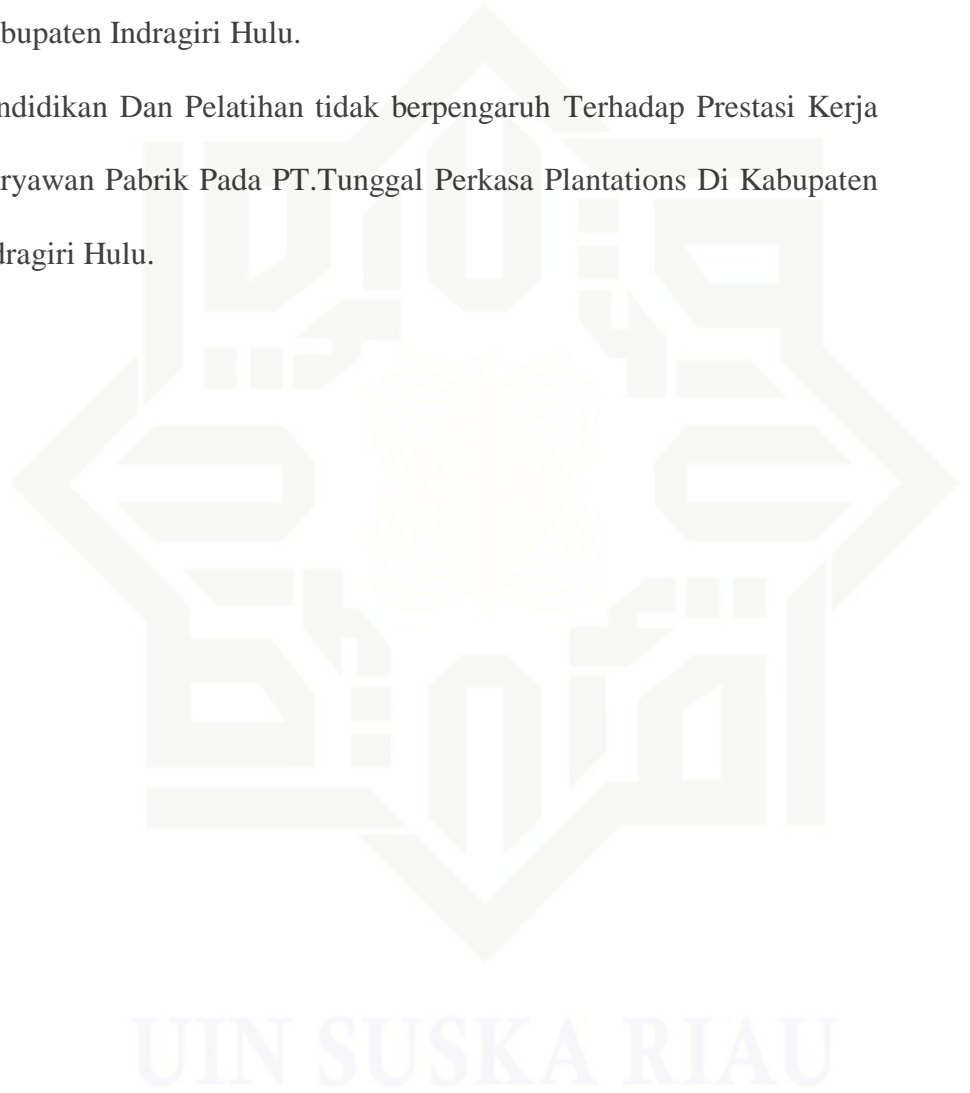 bupaten Indragiri Hulu.
ndidikan Dan Pelatihan tidak berpengaruh Terhadap Prestasi Kerja
ryawan Pabrik Pada PT.Tunggal Perkasa Plantations Di Kabupaten
dragiri Hulu.
UIN SUSKA RIAU